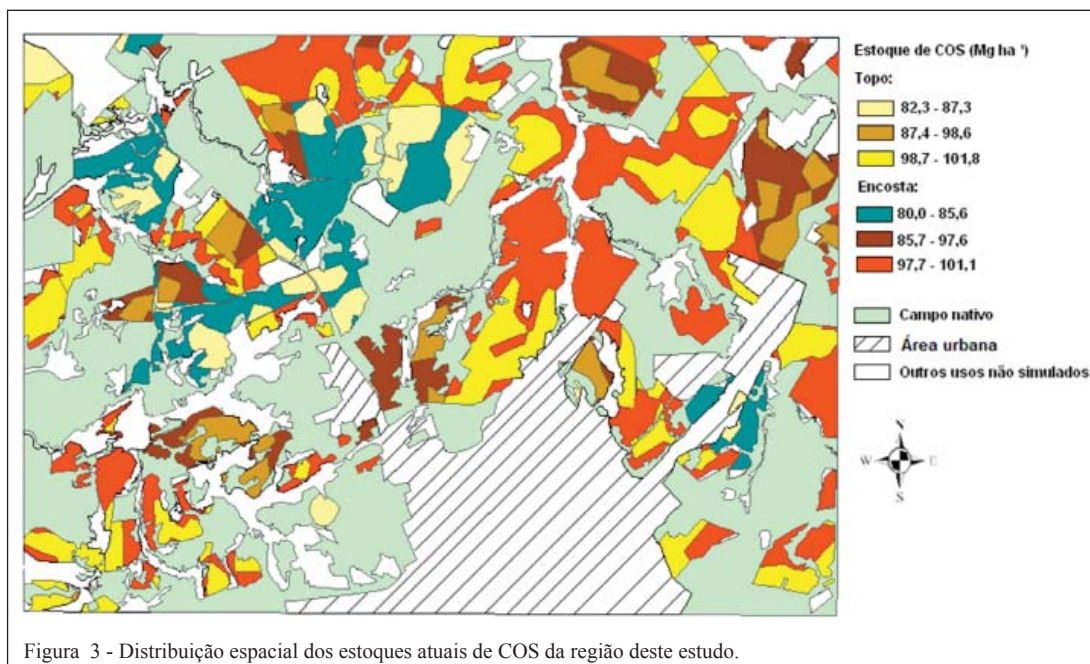 Estoque de COS (Mg ha ¹)
Topo:
82,3 - 87,3
87,4 - 98,6
98,7 - 101,8
Encosta:
80,0 - 85,6
85,7 - 97,6
97,7 - 101,1
Campo nativo
Área urbana
Outros usos não simulados
N
W E
S
Figura 3 - Distribuição espacial dos estoques atuais de COS da região deste estudo.